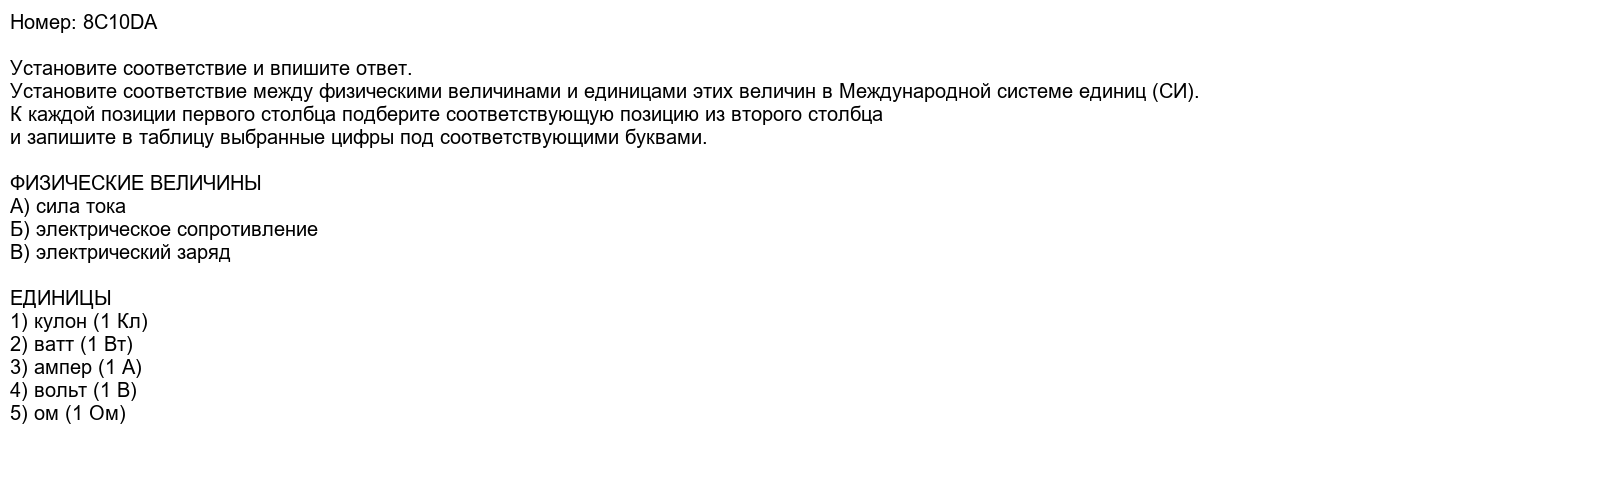 Номер: 8C10DA
Установите соответствие и впишите ответ.
Установите соответствие между физическими величинами и единицами этих величин в Международной системе единиц (СИ).
К каждой позиции первого столбца подберите соответствующую позицию из второго столбца
и запишите в таблицу выбранные цифры под соответствующими буквами.
ФИЗИЧЕСКИЕ ВЕЛИЧИНЫ
А) сила тока
Б) электрическое сопротивление
В) электрический заряд
ЕДИНИЦЫ
1) кулон (1 Кл)
2) ватт (1 Вт)
3) ампер (1 А)
4) вольт (1 В)
5) ом (1 Ом)